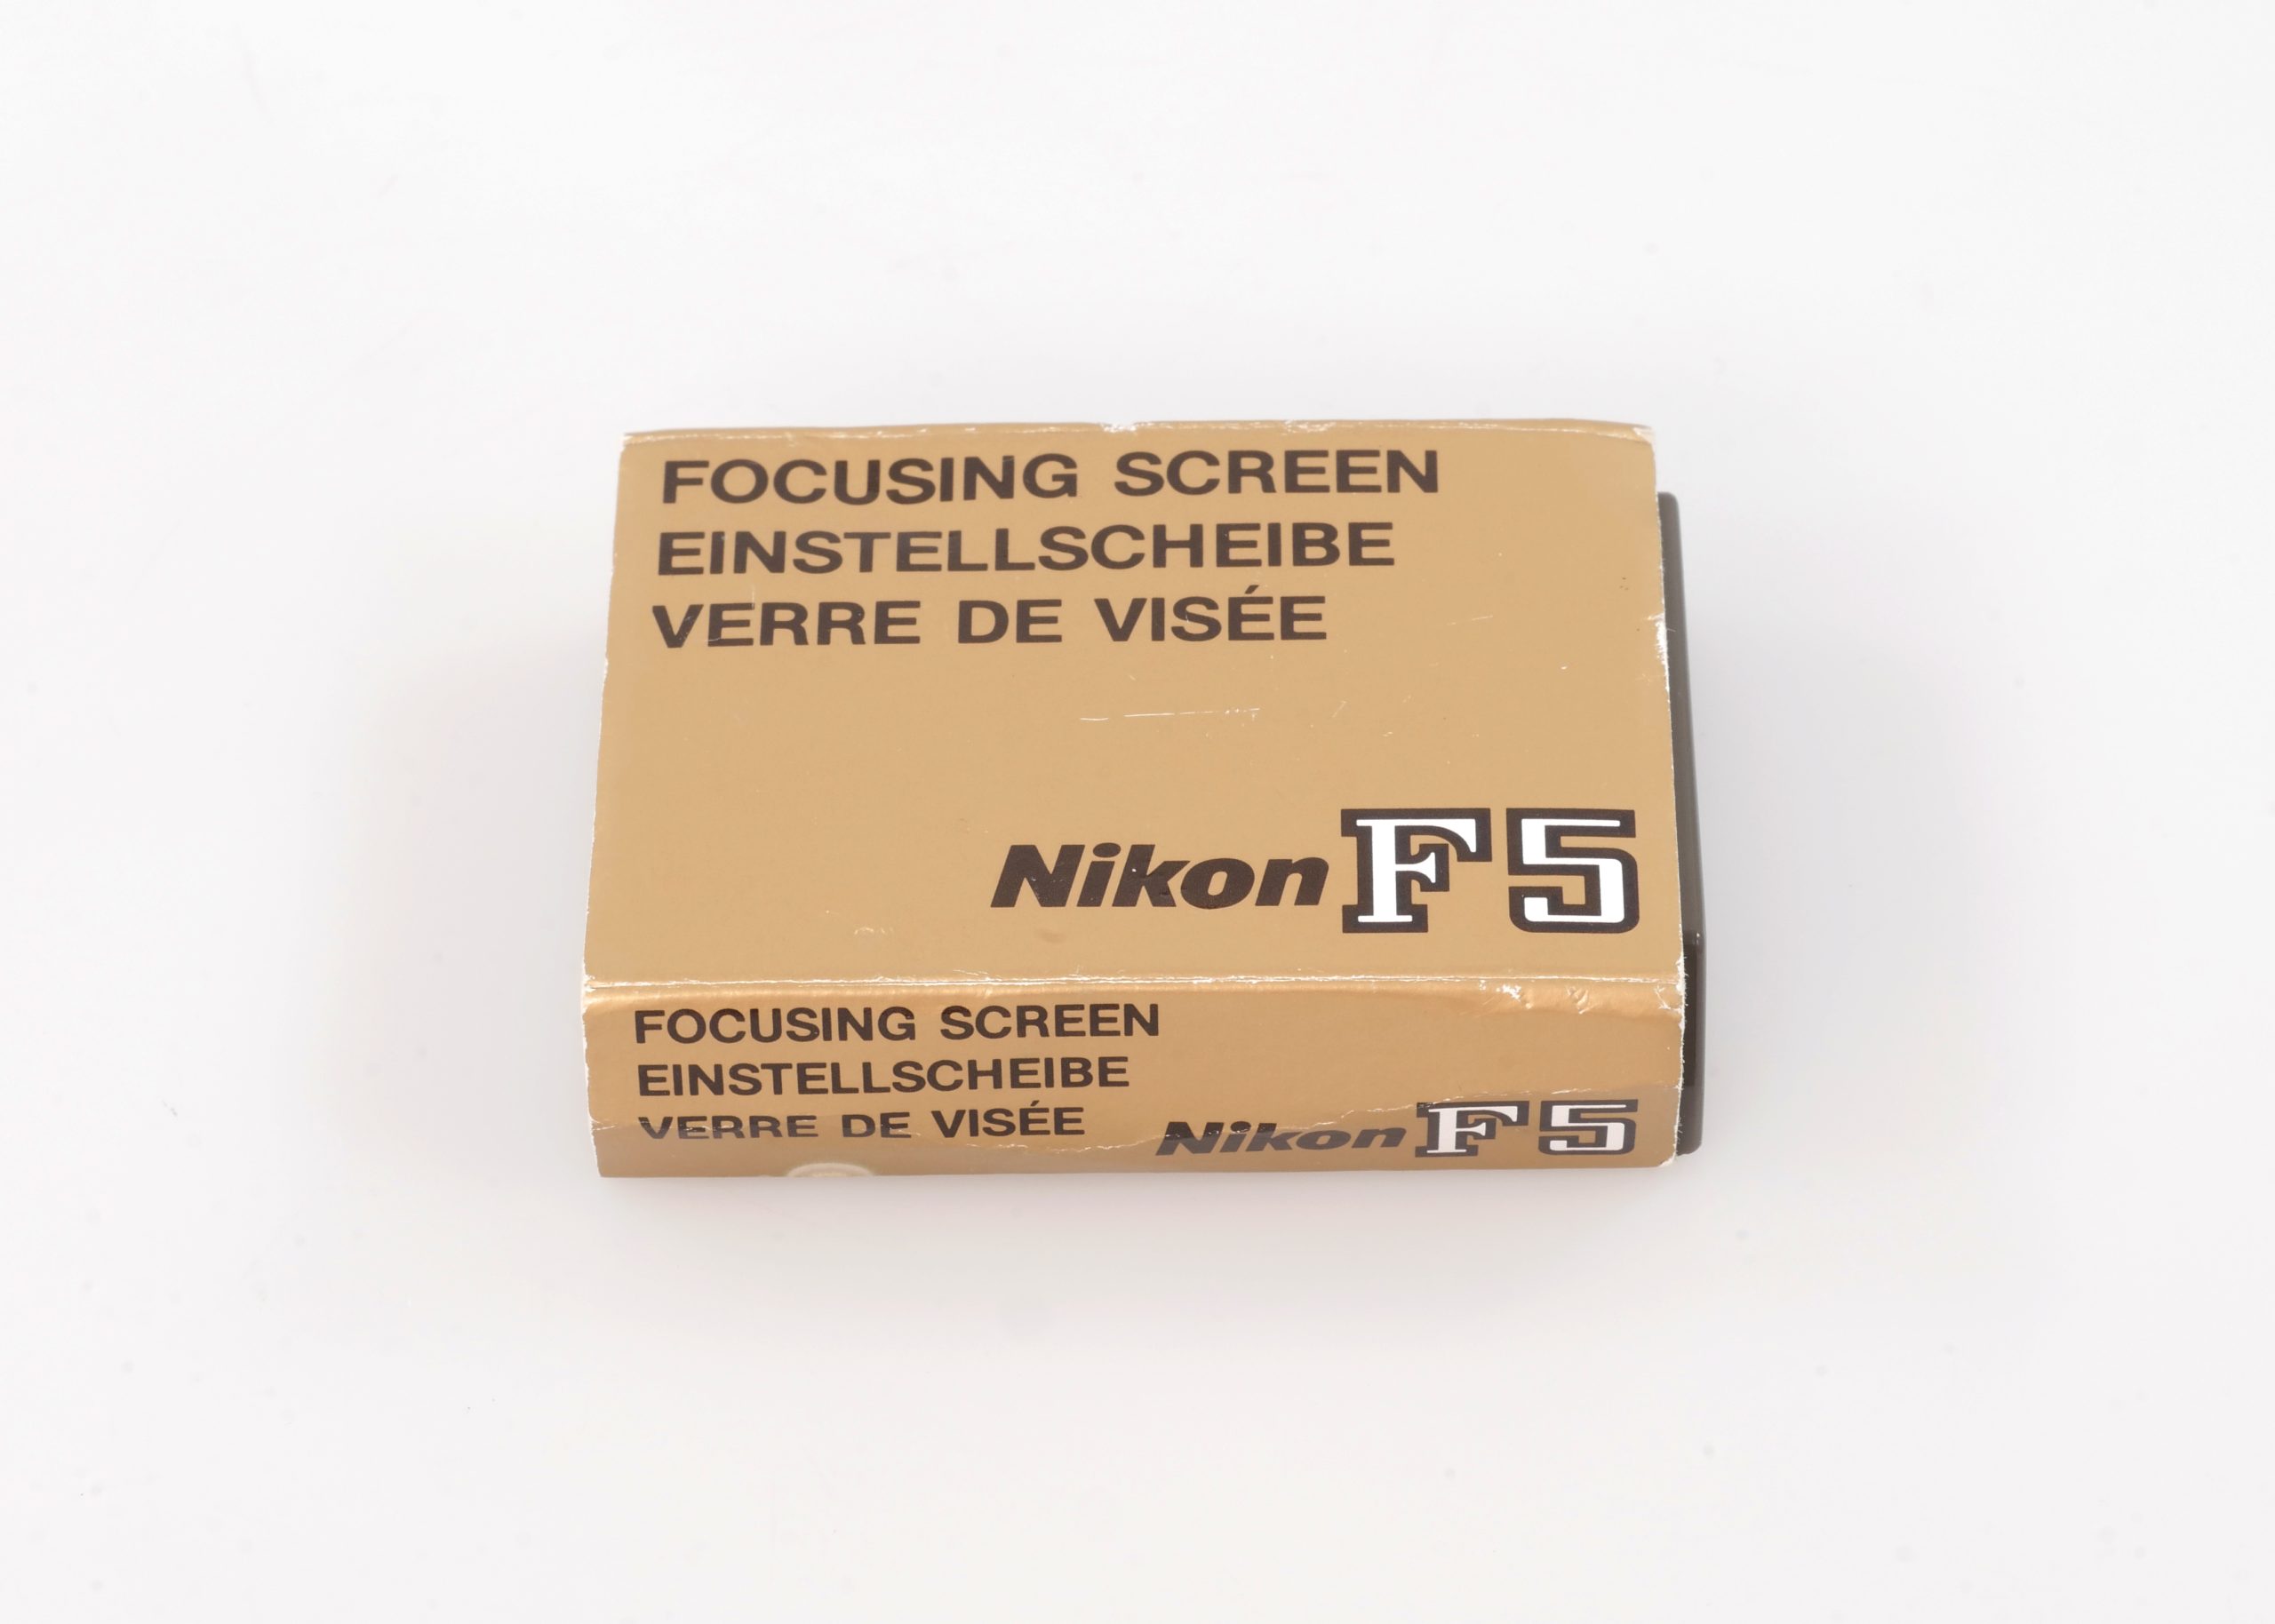 FOCUSING SCREEN
EINSTELLSCHEIBE
VERRE DE VISÉE
Nikon F5
FOCUSING SCREEN
EINSTELLSCHEIBE
VERRE DE VISÉE
Nikon F5